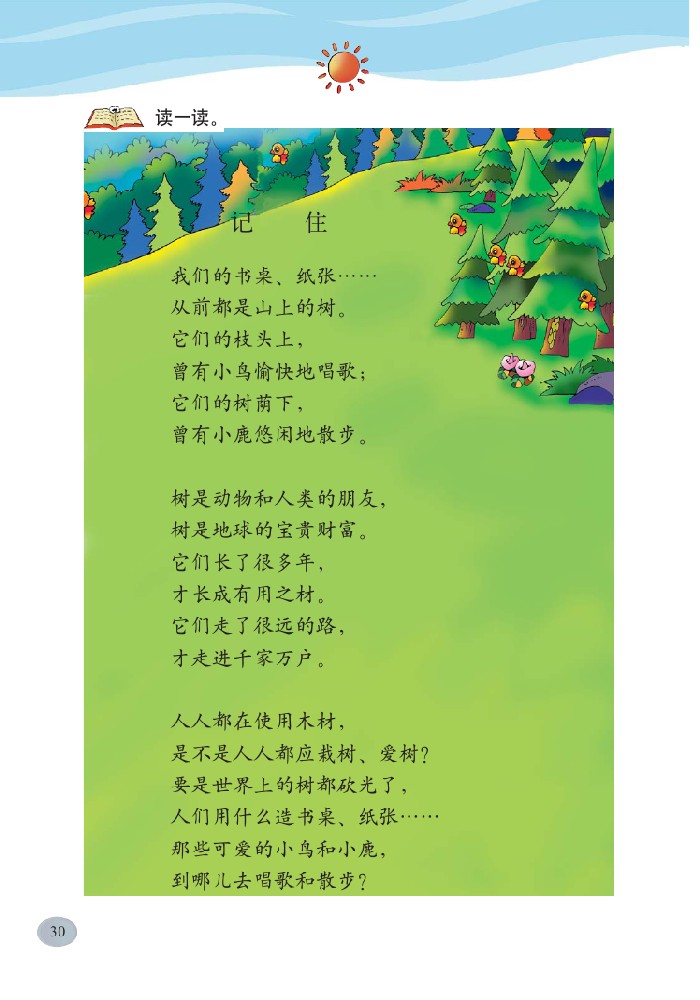 读一读。
记 住
我们的书桌、纸张……
从前都是山上的树。
它们的枝头上，
曾有小鸟愉快地唱歌；
它们的树荫下，
曾有小鹿悠闲地散步。
树是动物和人类的朋友，
树是地球的宝贵财富。
它们长了很多年，
才长成有用之材。
它们走了很远的路，
才走进千家万户。
人人都在使用木材，
是不是人人都应栽树、爱树？
要是世界上的树都砍光了，
人们用什么造书桌、纸张……
那些可爱的小鸟和小鹿，
到哪儿去唱歌和散步？
30